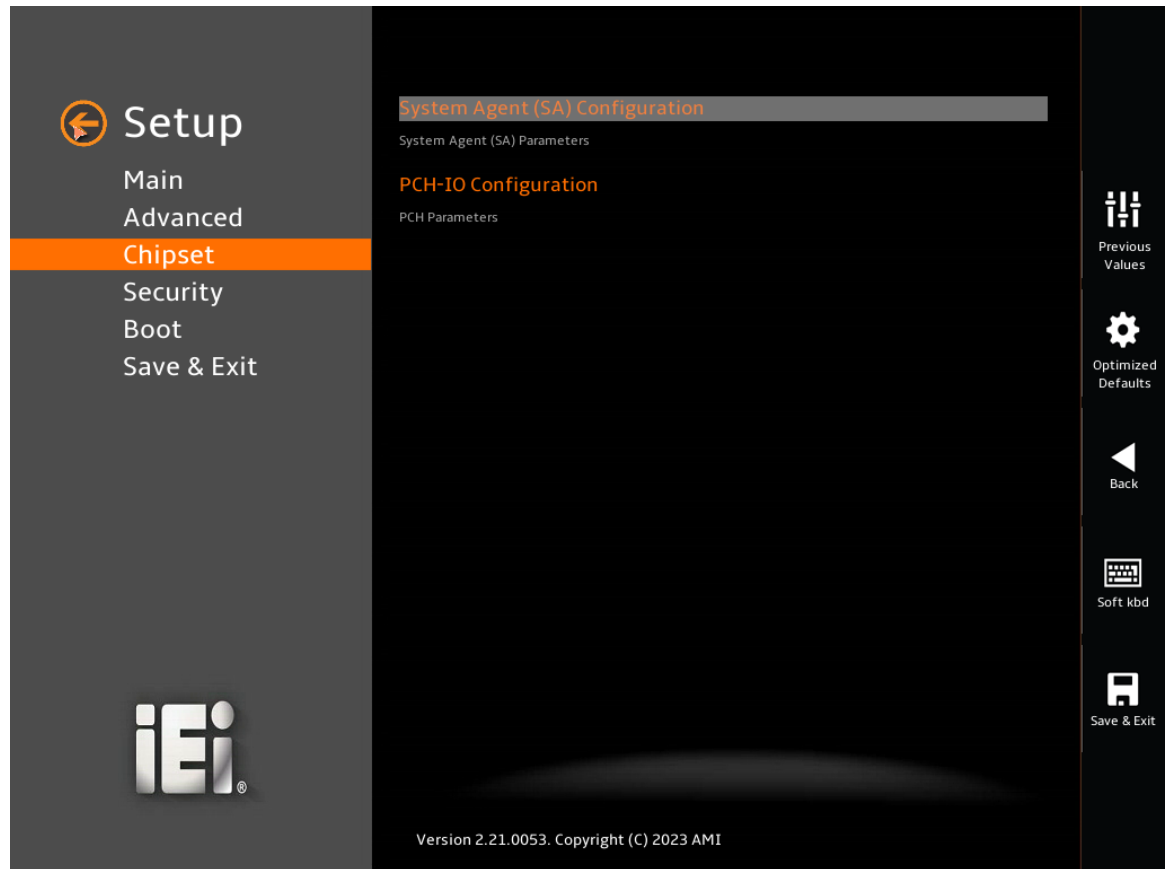 Setup
Main
Advanced
Chipset
Security
Boot
Save & Exit
iEi®
System Agent (SA) Configuration
System Agent (SA) Parameters
PCH-IO Configuration
PCH Parameters
Version 2.21.0053. Copyright (C) 2023 AMI
Previous
Values
Optimized
Defaults
Back
Soft kbd
Save & Exit